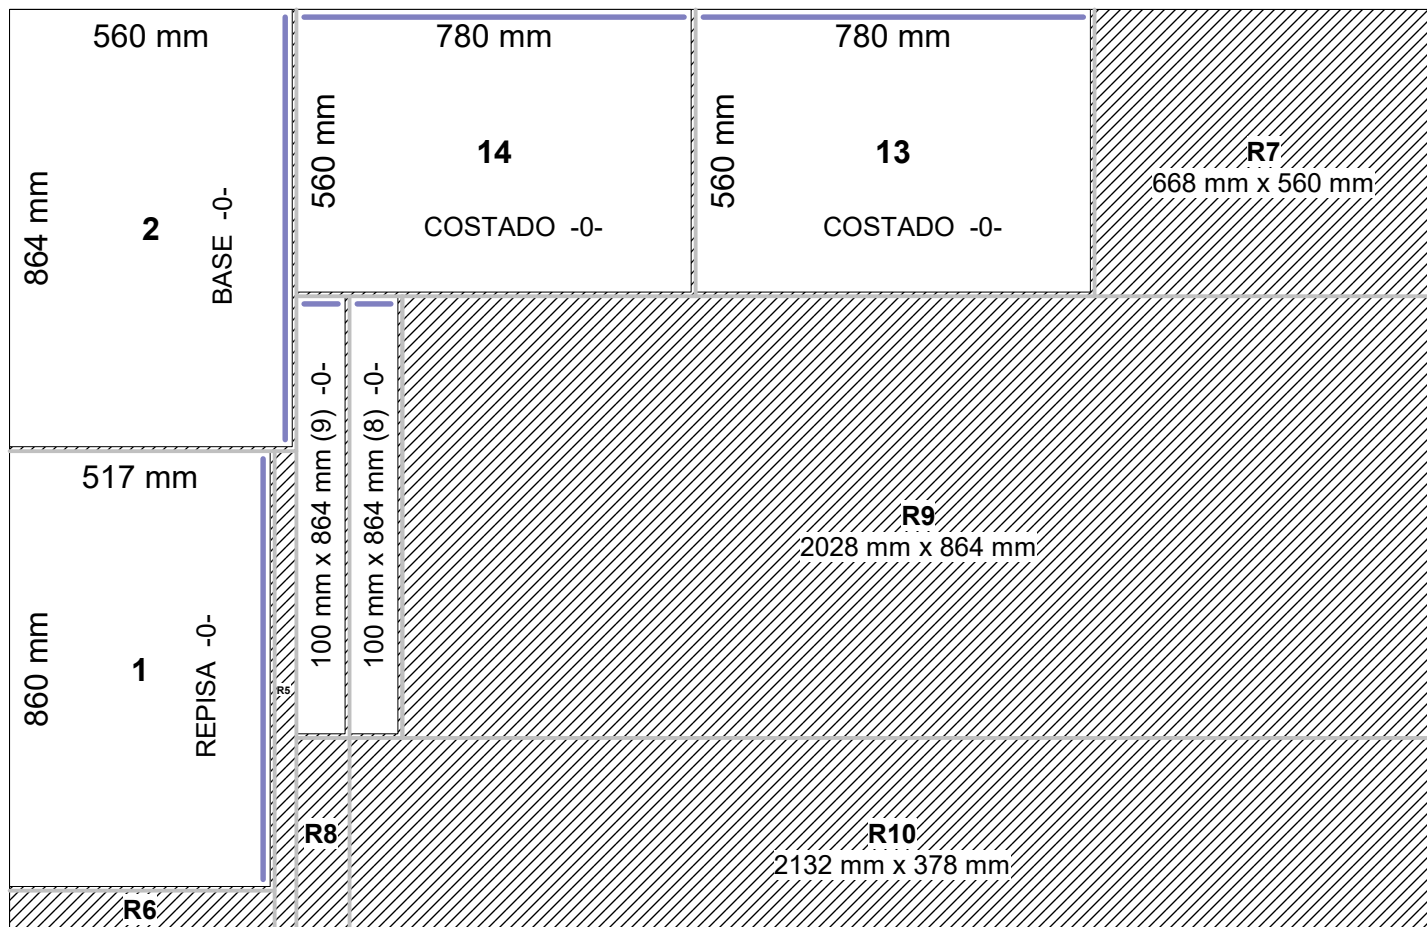 560 mm
864 mm
2
BASE -0-
780 mm
560 mm
14
COSTADO -0-
780 mm
560 mm
13
COSTADO -0-
R7
668 mm x 560 mm
517 mm
860 mm
1
REPISA -0-
R5
100 mm x 864 mm (9) -0-
100 mm x 864 mm (8) -0-
R9
2028 mm x 864 mm
R8
R10
2132 mm x 378 mm
R6